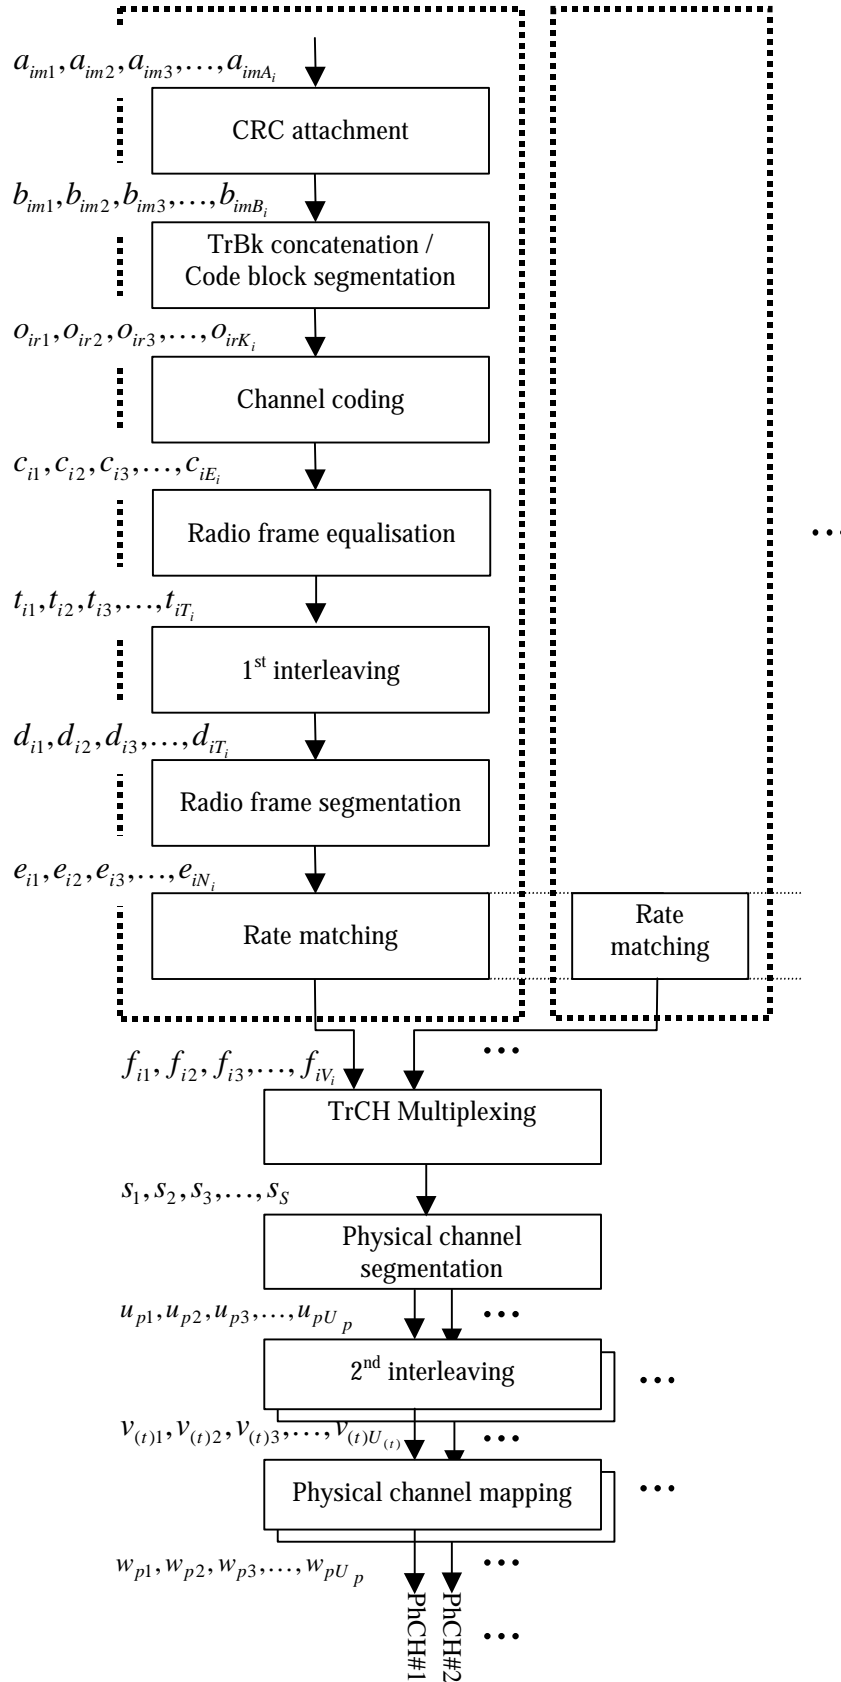 a_{im1}, a_{im2}, a_{im3}, …, a_{imA_i}
CRC attachment
b_{im1}, b_{im2}, b_{im3}, …, b_{imB_i}
TrBk concatenation /
Code block segmentation
o_{ir1}, o_{ir2}, o_{ir3}, …, o_{irK_i}
Channel coding
c_{i1}, c_{i2}, c_{i3}, …, c_{iE_i}
Radio frame equalisation
…
t_{i1}, t_{i2}, t_{i3}, …, t_{iT_i}
1^{st} interleaving
d_{i1}, d_{i2}, d_{i3}, …, d_{iT_i}
Radio frame segmentation
e_{i1}, e_{i2}, e_{i3}, …, e_{iN_i}
Rate matching
Rate
matching
…
f_{i1}, f_{i2}, f_{i3}, …, f_{iV_i}
TrCH Multiplexing
s_1, s_2, s_3, …, s_S
Physical channel
segmentation
u_{p1}, u_{p2}, u_{p3}, …, u_{pU_p}
…
2^{nd} interleaving
…
v_{(t)1}, v_{(t)2}, v_{(t)3}, …, v_{(t)U_{(t)}}
…
Physical channel mapping
…
w_{p1}, w_{p2}, w_{p3}, …, w_{pU_p}
…
PhCH#1
PhCH#2
…